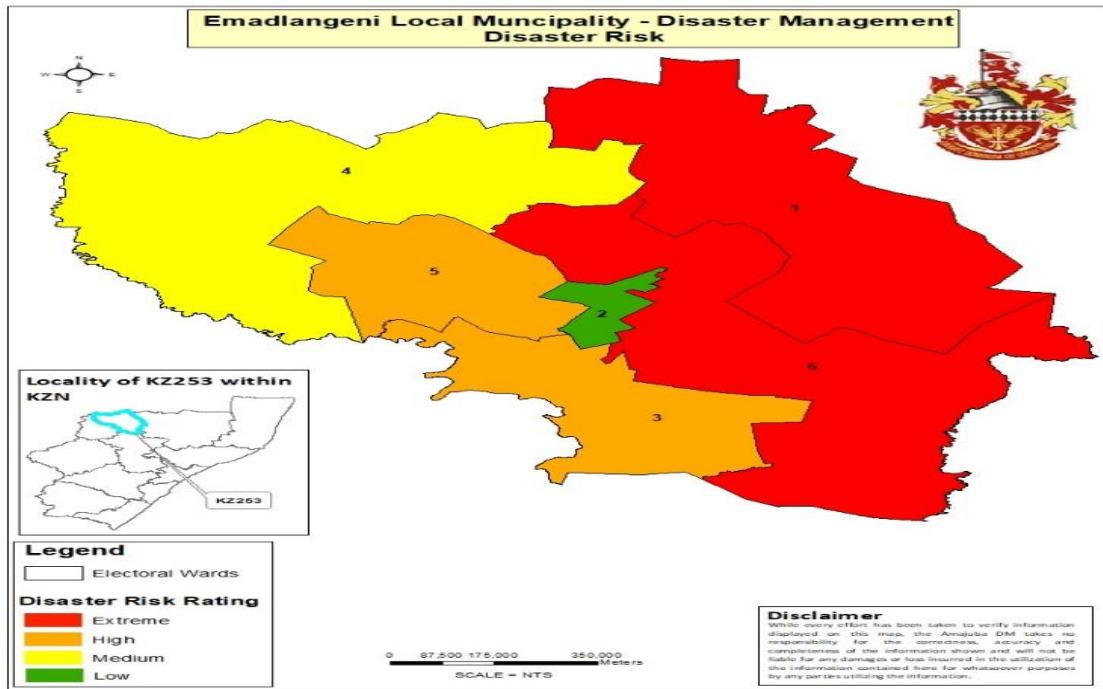 Emadlangeni Local Muncipality - Disaster Management
Disaster Risk
N
W E
S
4
1
5
2
6
3
Locality of KZ253 within
KZN
KZ253
Legend
Electoral Wards
Disaster Risk Rating
Extreme
High
Medium
Low
0 87,500 175,000 350,000
Meters
SCALE = NTS
Disclaimer
While every effort has been taken to verify information
displayed on this map, the Amajuba DM takes no
responsibility for the correctness, accuracy and
completeness of the information shown and will not be
liable for any damages or loss incurred in the utilization of
the information contained here for whatsoever purposes
by any parties utilizing the information.